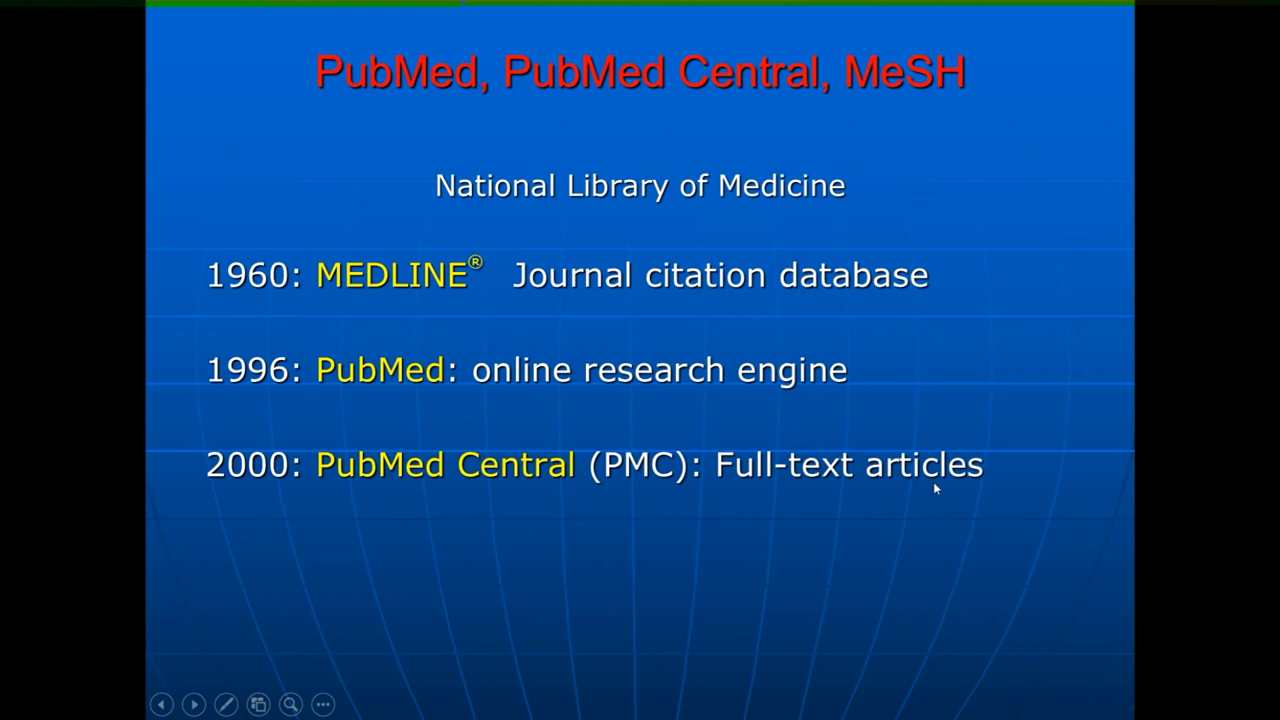 PubMed, PubMed Central, MeSH
National Library of Medicine
1960: MEDLINE® Journal citation database
1996: PubMed: online research engine
2000: PubMed Central (PMC): Full-text articles